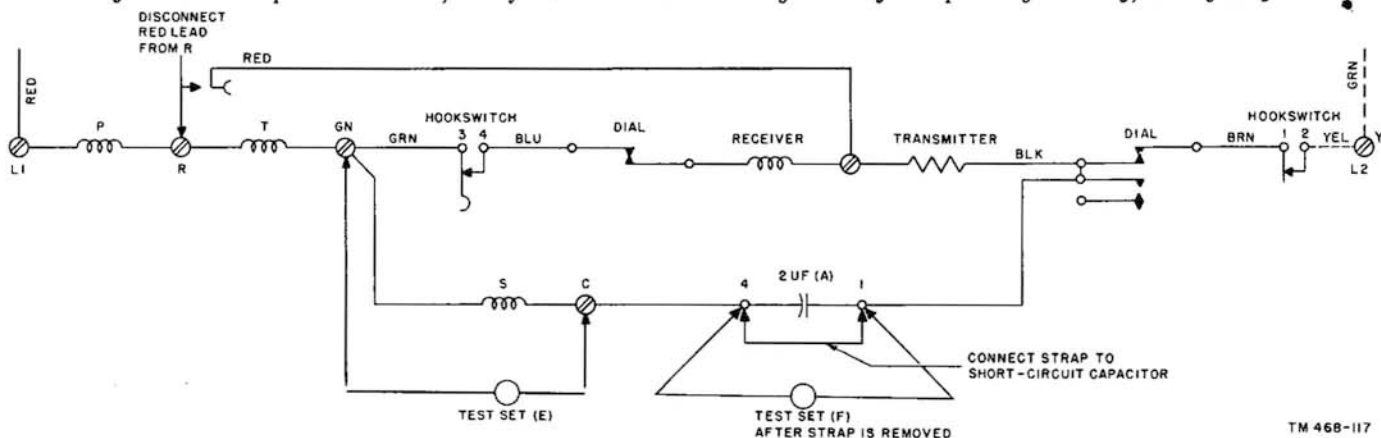 DISCONNECT
RED LEAD
FROM R
RED
RED
GRN
P
T
GN
GRN
HOOKSWITCH
3 4
BLU
DIAL
RECEIVER
TRANSMITTER
BLK
DIAL
BRN
HOOKSWITCH
1 2
YEL
Y
L1
R
L2
S
C
4
2 UF (A)
1
CONNECT STRAP TO
SHORT-CIRCUIT CAPACITOR
TEST SET (E)
TEST SET (F)
AFTER STRAP IS REMOVED
TM 468-117